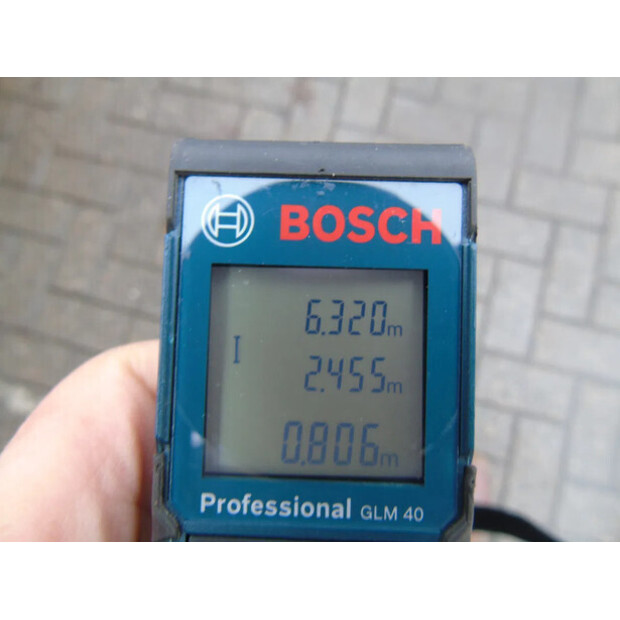 BOSCH
6.320m
2.455m
0.806m
Professional GLM 40